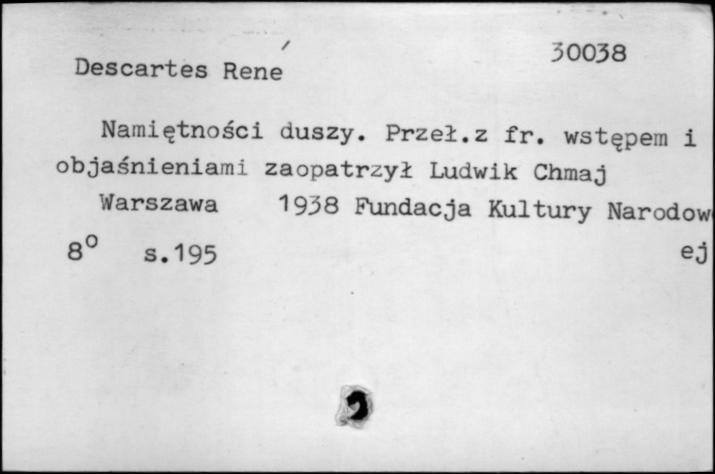 30038
Descartes René
Namiętności duszy. Przeł.z fr. wstępem i
objaśnieniami zaopatrzył Ludwik Chmaj
Warszawa 1938 Fundacja Kultury Narodow
8° s.195 ej